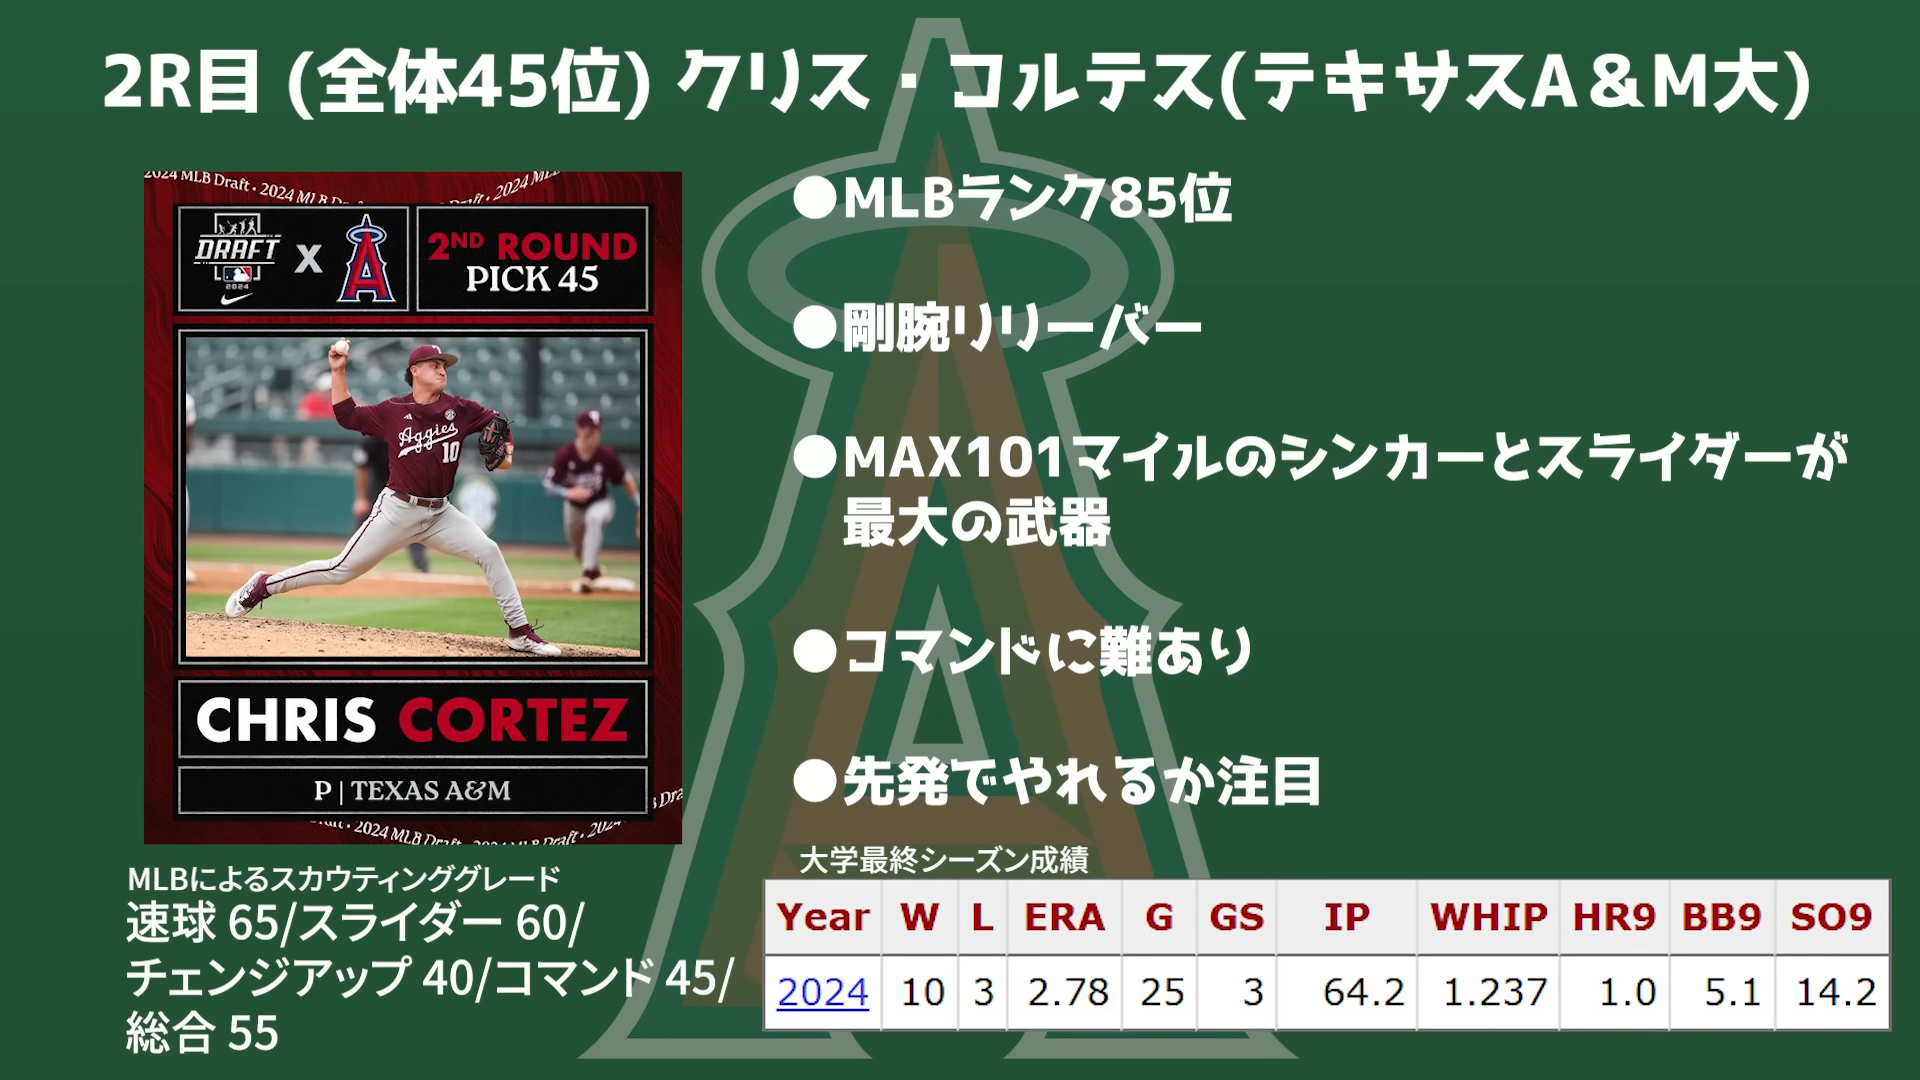 2R目 (全体45位) クリス・コルテス(テキサスA&M大)
2024 MLB Draft • 2024 MLB Draft
2024 MLB
DRAFT
2024
X
A
2ND ROUND
PICK 45
Aggies
10
CHRIS CORTEZ
P | TEXAS A&M
• 2024 MLB Draft • 2024 MLB Draft • 2024
●MLBランク85位
●剛腕リリーバー
●MAX101マイルのシンカーとスライダーが
最大の武器
●コマンドに難あり
●先発でやれるか注目
MLBによるスカウティンググレード
速球 65/スライダー 60/
チェンジアップ 40/コマンド 45/
総合 55
大学最終シーズン成績
Year W L ERA G GS IP WHIP HR9 BB9 SO9
2024 10 3 2.78 25 3 64.2 1.237 1.0 5.1 14.2